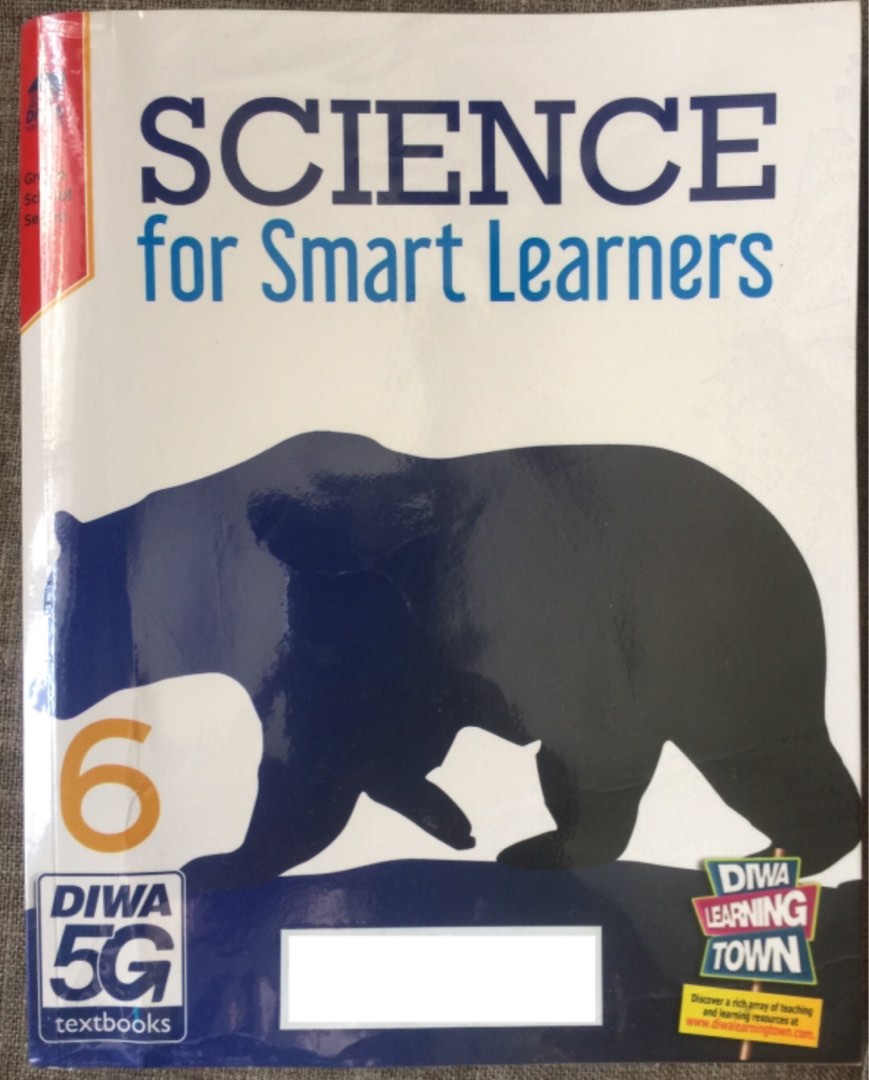 SCIENCE
for Smart Learners
6
DIWA
5G
textbooks
DIWA
LEARNING
TOWN
Discover a rich array of teaching
and learning resources at
www.diwalearningtown.com.